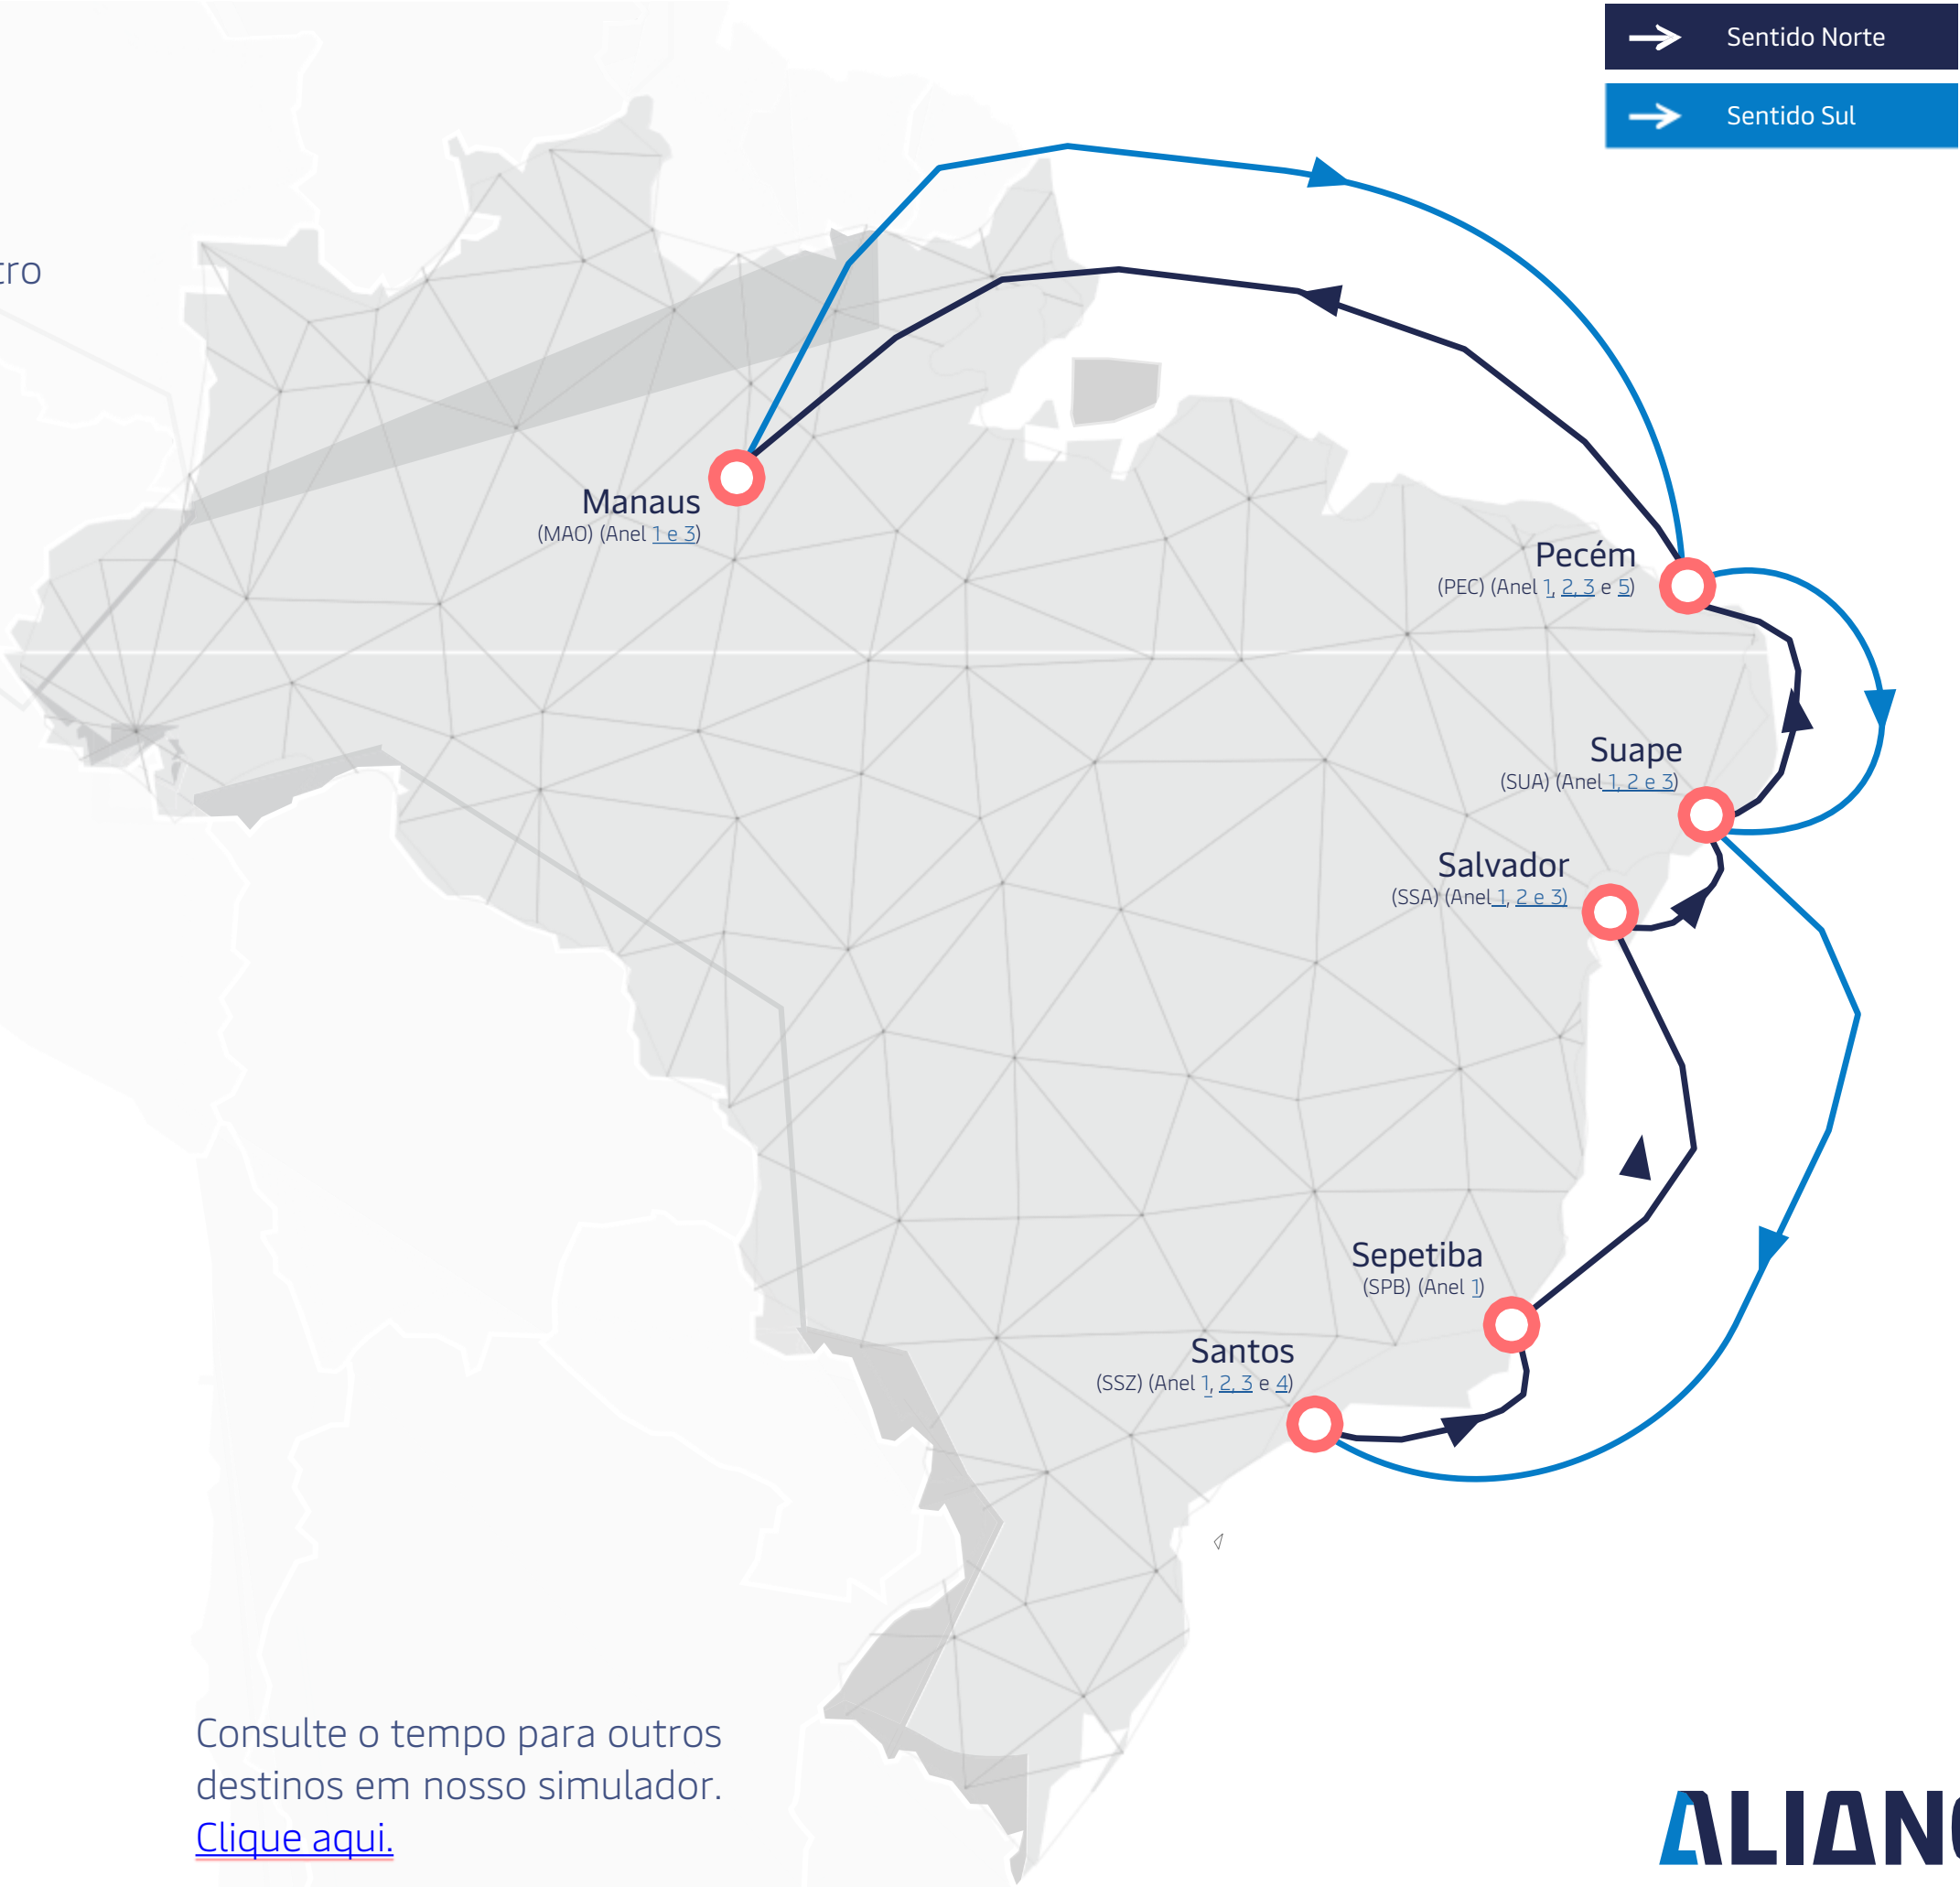 Sentido Norte
Sentido Sul
tro
Manaus
(MAO) (Anel 1 e 3)
Pecém
(PEC) (Anel 1, 2, 3 e 5)
Suape
(SUA) (Anel 1, 2 e 3)
Salvador
(SSA) (Anel 1, 2 e 3)
Sepetiba
(SPB) (Anel 1)
Santos
(SSZ) (Anel 1, 2, 3 e 4)
Consulte o tempo para outros
destinos em nosso simulador.
Clique aqui.
ALIANC